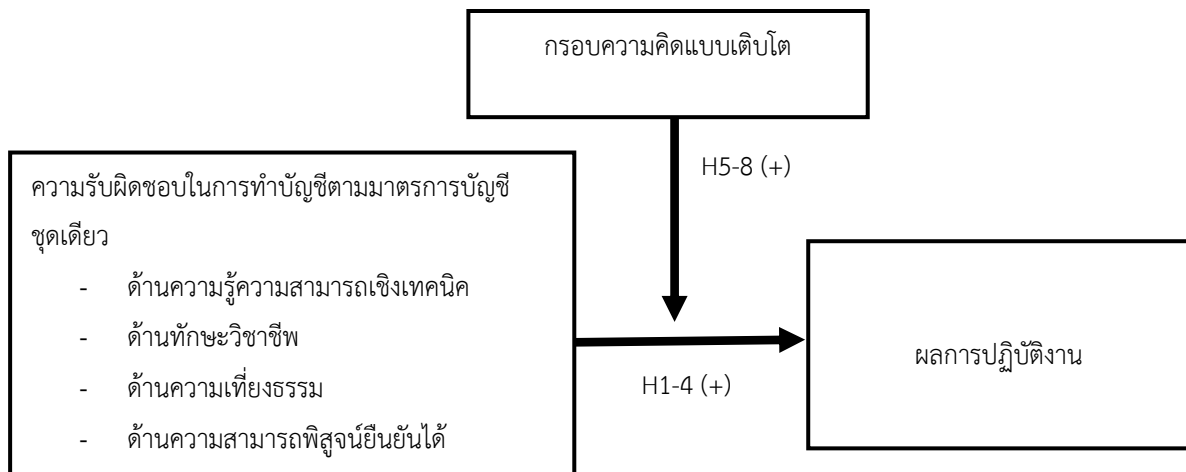 กรอบความคิดแบบเติบโต
H5-8 (+)
ความรับผิดชอบในการทำบัญชีตามมาตรการบัญชี
ชุดเดียว
- ด้านความรู้ความสามารถเชิงเทคนิค
- ด้านทักษะวิชาชีพ
- ด้านความเที่ยงธรรม
- ด้านความสามารถพิสูจน์ยืนยันได้
H1-4 (+)
ผลการปฏิบัติงาน